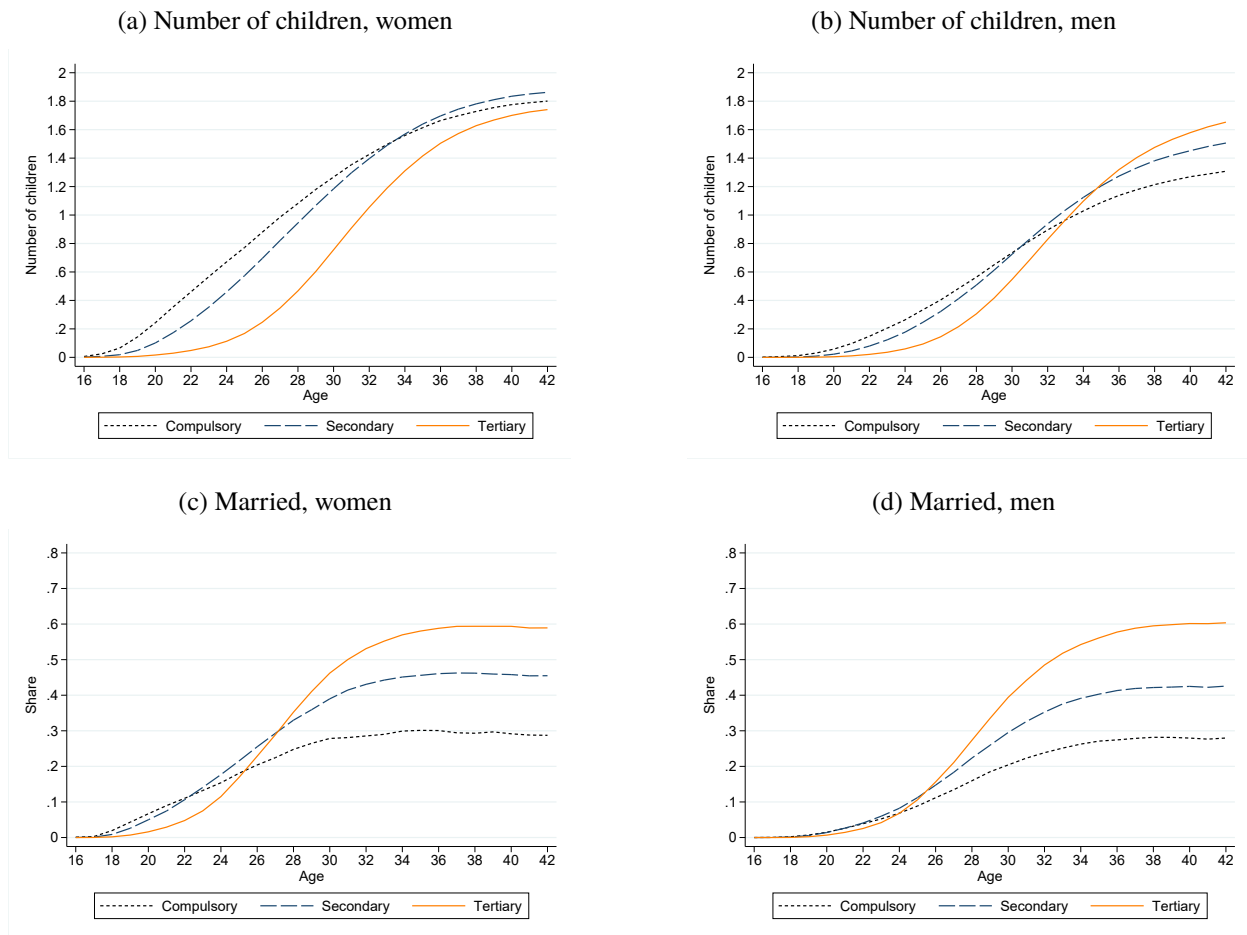 (a) Number of children, women
Number of children
2
1.8
1.6
1.4
1.2
1
.8
.6
.4
.2
0
16 18 20 22 24 26 28 30 32 34 36 38 40 42
Age
Compulsory Secondary Tertiary
(b) Number of children, men
Number of children
2
1.8
1.6
1.4
1.2
1
.8
.6
.4
.2
0
16 18 20 22 24 26 28 30 32 34 36 38 40 42
Age
Compulsory Secondary Tertiary
(c) Married, women
Share
.8
.7
.6
.5
.4
.3
.2
.1
0
16 18 20 22 24 26 28 30 32 34 36 38 40 42
Age
Compulsory Secondary Tertiary
(d) Married, men
Share
.8
.7
.6
.5
.4
.3
.2
.1
0
16 18 20 22 24 26 28 30 32 34 36 38 40 42
Age
Compulsory Secondary Tertiary